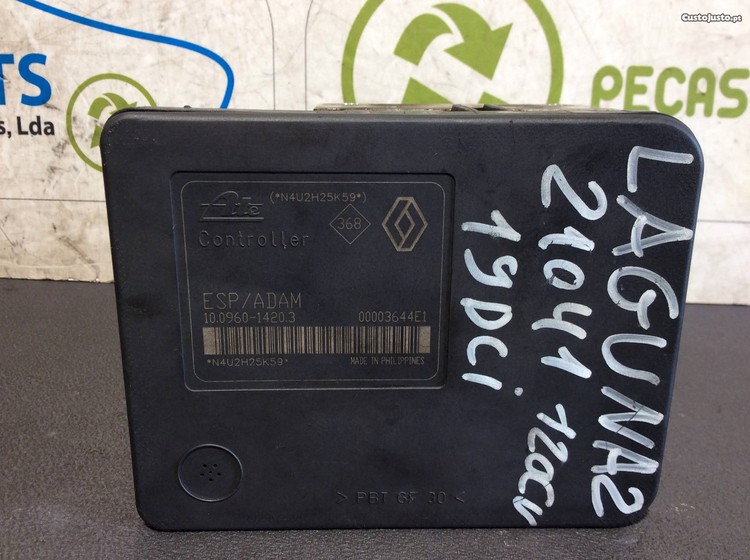 CustoJusto.pt
TS
s, Lda
PECAS
(*N4U2H25K59*)
Ate
368
Controller
ESP/ADAM
10.0960-1420.3 00003644E1
*N4U2H25K59* MADE IN PHILIPPINES
> PBT GF 30 <
LAGUNA2
21041 120CV
19DCi